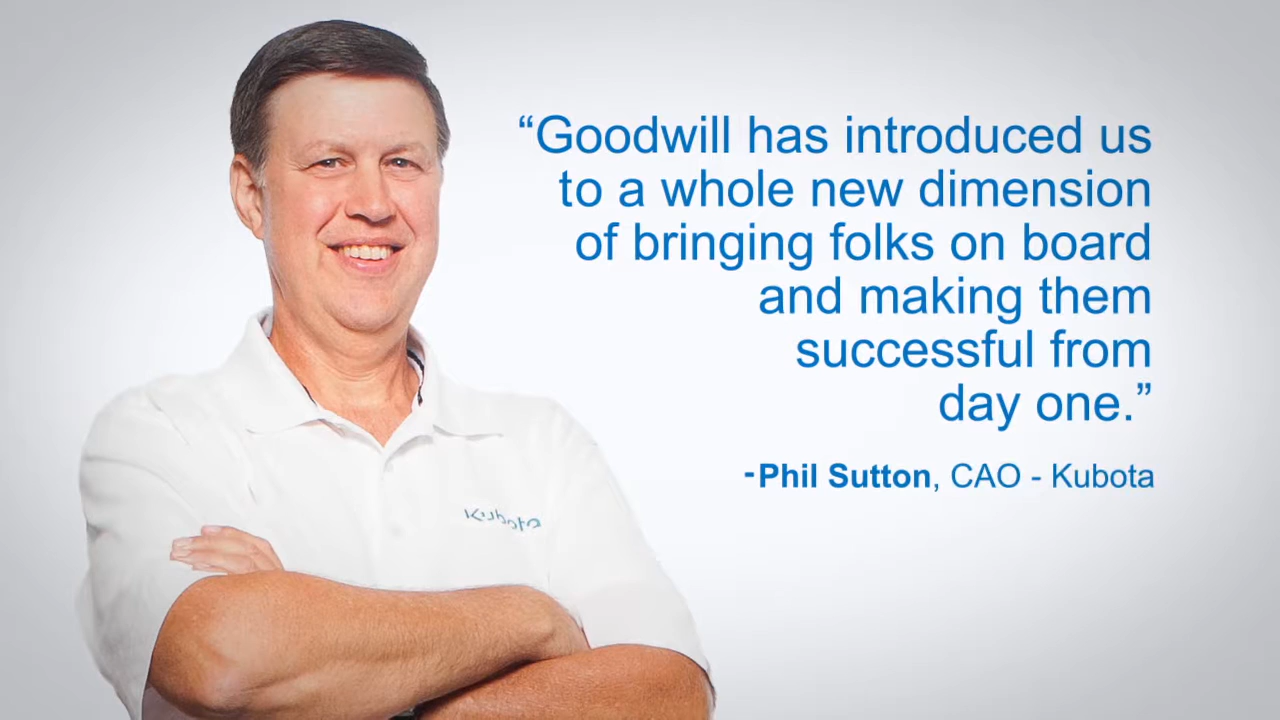 “Goodwill has introduced us
to a whole new dimension
of bringing folks on board
and making them
successful from
day one.”
-Phil Sutton, CAO - Kubota
Kubota